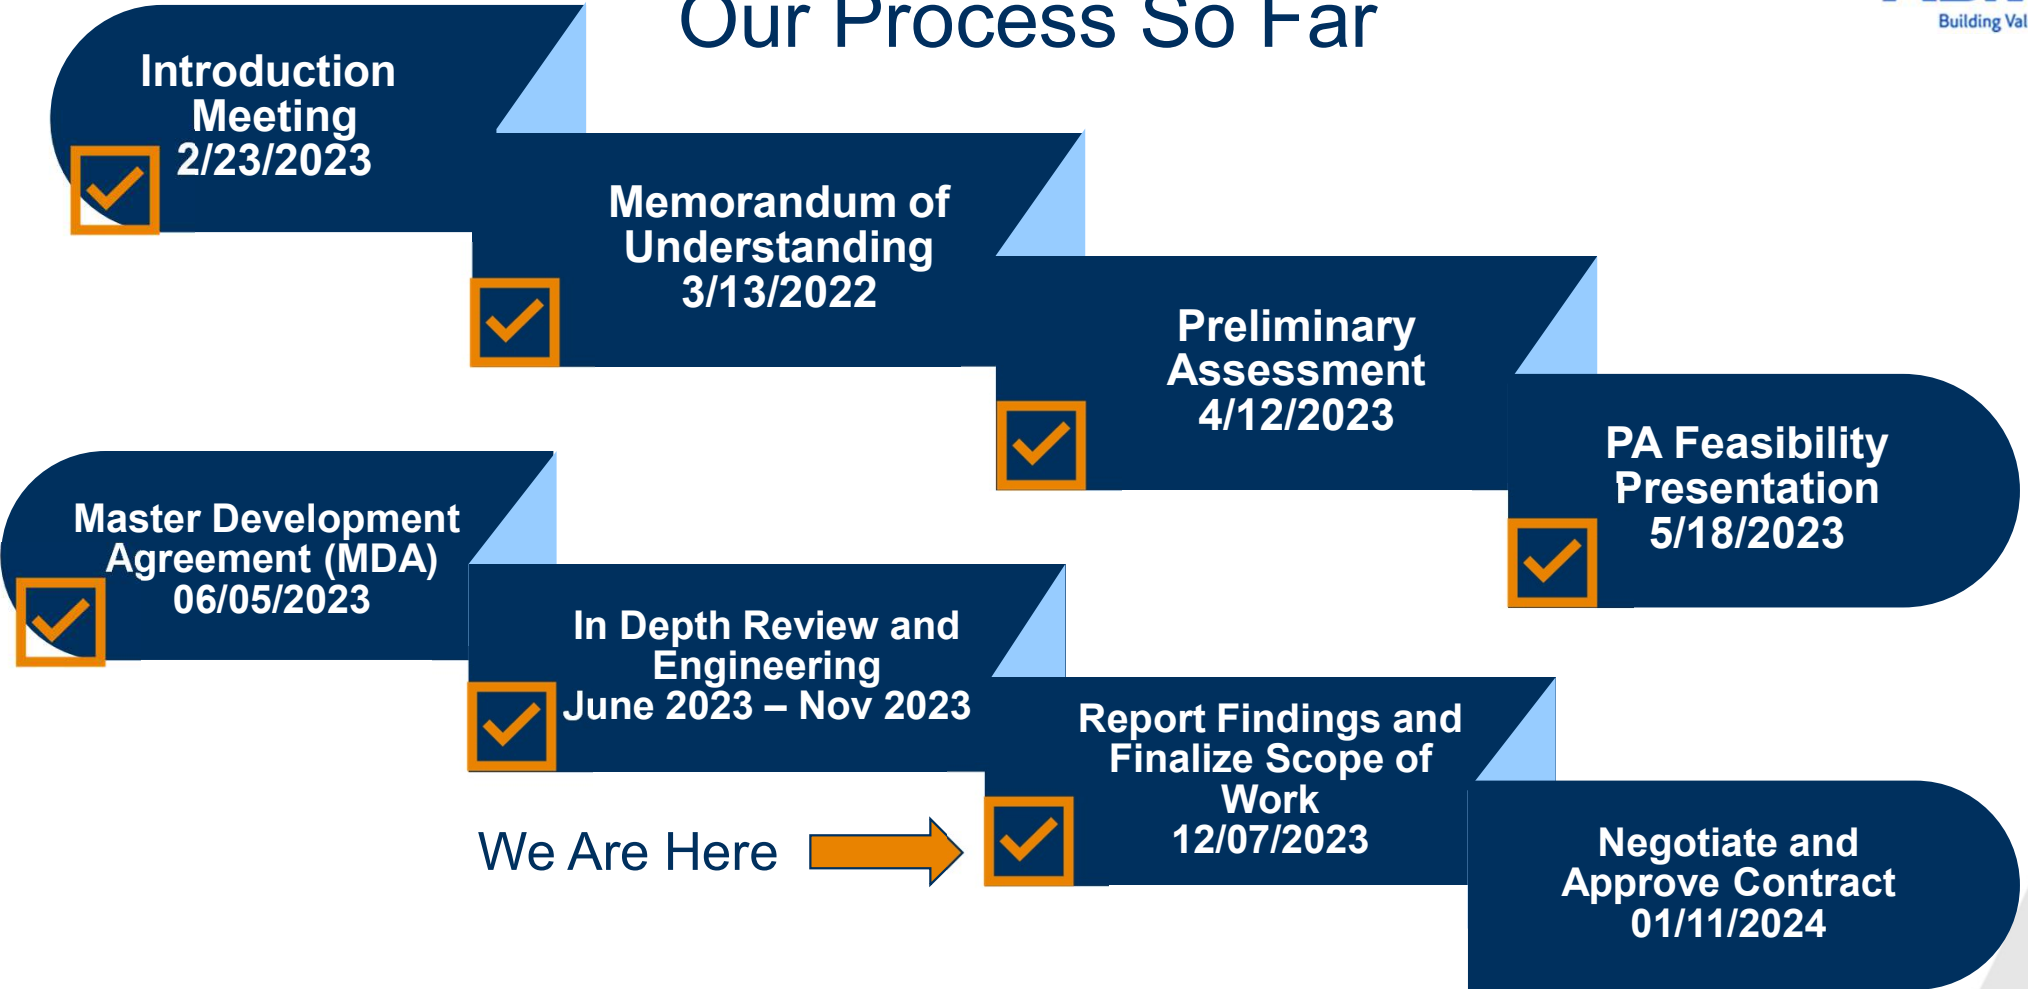 Our Process So Far
Building Val
Introduction
Meeting
2/23/2023
Memorandum of
Understanding
3/13/2022
Preliminary
Assessment
4/12/2023
PA Feasibility
Presentation
5/18/2023
Master Development
Agreement (MDA)
06/05/2023
In Depth Review and
Engineering
June 2023 – Nov 2023
Report Findings and
Finalize Scope of
Work
12/07/2023
We Are Here
Negotiate and
Approve Contract
01/11/2024